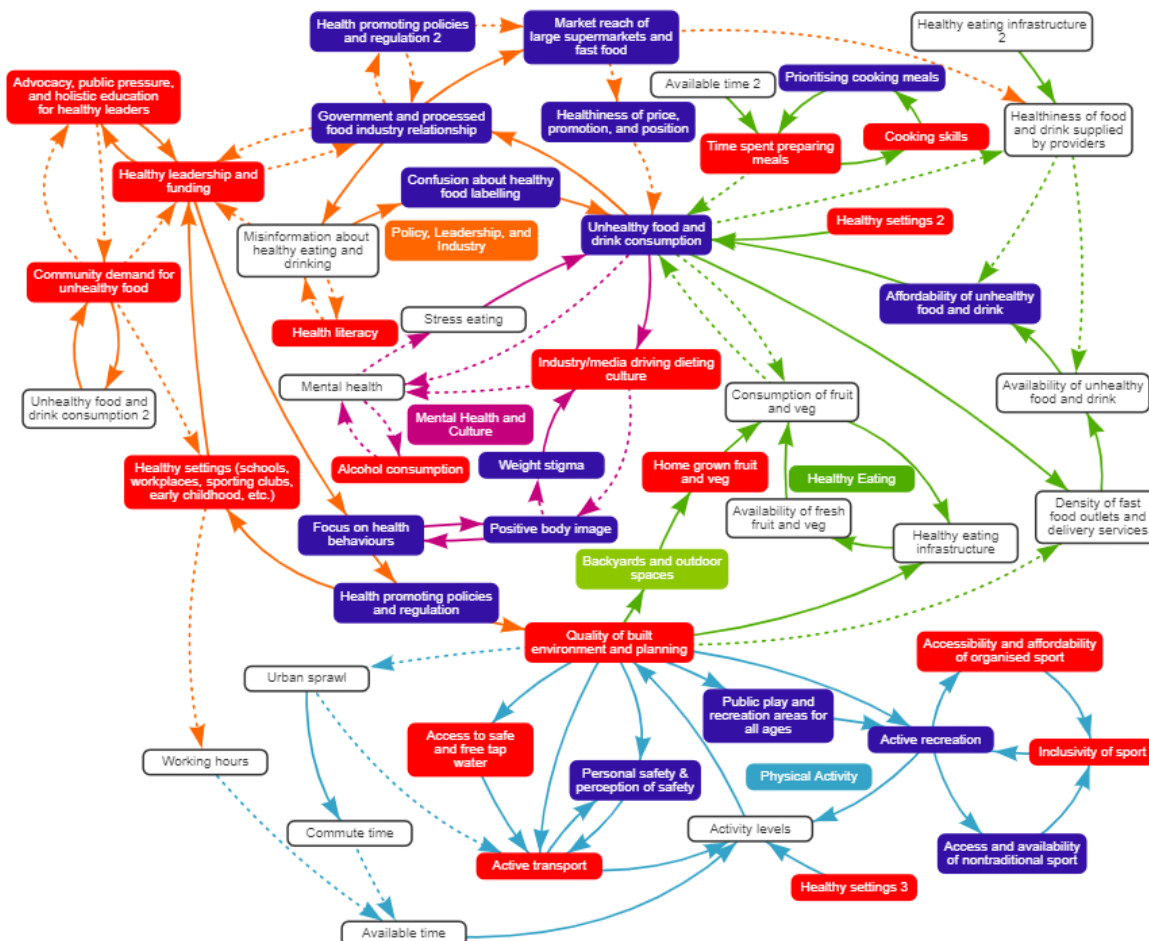 Health promoting policies
and regulation 2
Market reach of
large supermarkets and
fast food
Healthy eating infrastructure
2
Advocacy, public pressure,
and holistic education
for healthy leaders
Available time 2
Prioritising cooking meals
Government and processed
food industry relationship
Healthiness of price,
promotion, and position
Healthiness of food
and drink supplied
by providers
Time spent preparing
meals
Cooking skills
Healthy leadership and
funding
Confusion about healthy
food labelling
Misinformation about
healthy eating and
drinking
Policy, Leadership, and
Industry
Unhealthy food and
drink consumption
Healthy settings 2
Community demand for
unhealthy food
Affordability of unhealthy
food and drink
Stress eating
Health literacy
Unhealthy food and
drink consumption 2
Mental health
Industry/media driving dieting
culture
Consumption of fruit
and veg
Availability of unhealthy
food and drink
Mental Health and
Culture
Healthy settings (schools,
workplaces, sporting clubs,
early childhood, etc.)
Alcohol consumption
Weight stigma
Home grown fruit
and veg
Healthy Eating
Focus on health
behaviours
Positive body image
Availability of fresh
fruit and veg
Healthy eating
infrastructure
Density of fast
food outlets and
delivery services
Backyards and outdoor
spaces
Health promoting policies
and regulation
Quality of built
environment and planning
Accessibility and affordability
of organised sport
Urban sprawl
Public play and
recreation areas for
all ages
Active recreation
Access to safe
and free tap
water
Working hours
Personal safety &
perception of safety
Physical Activity
Inclusivity of sport
Commute time
Activity levels
Access and availability
of nontraditional sport
Active transport
Healthy settings 3
Available time